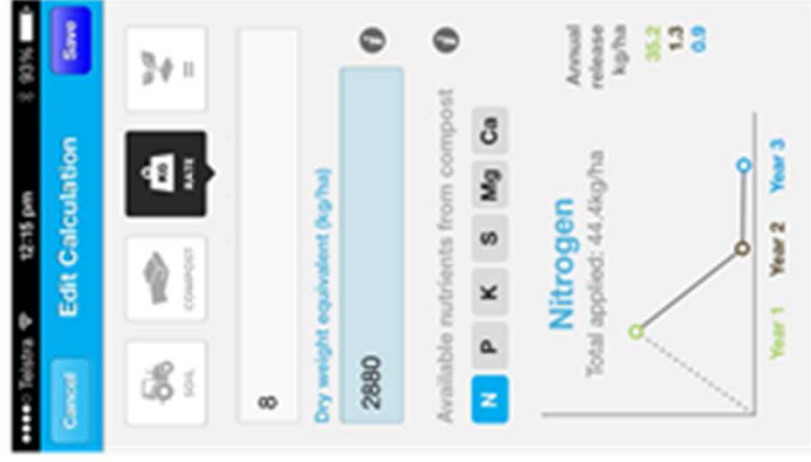 Telstra 12:15 pm 93%
Cancel Edit Calculation Save
SOIL COMPOST KG RATE =
8
Dry weight equivalent (kg/ha)
2880 i
Available nutrients from compost i
N P K S Mg Ca
Nitrogen
Total applied: 44.4kg/ha
Annual
release
kg/ha
35.2
1.3
0.9
Year 1 Year 2 Year 3